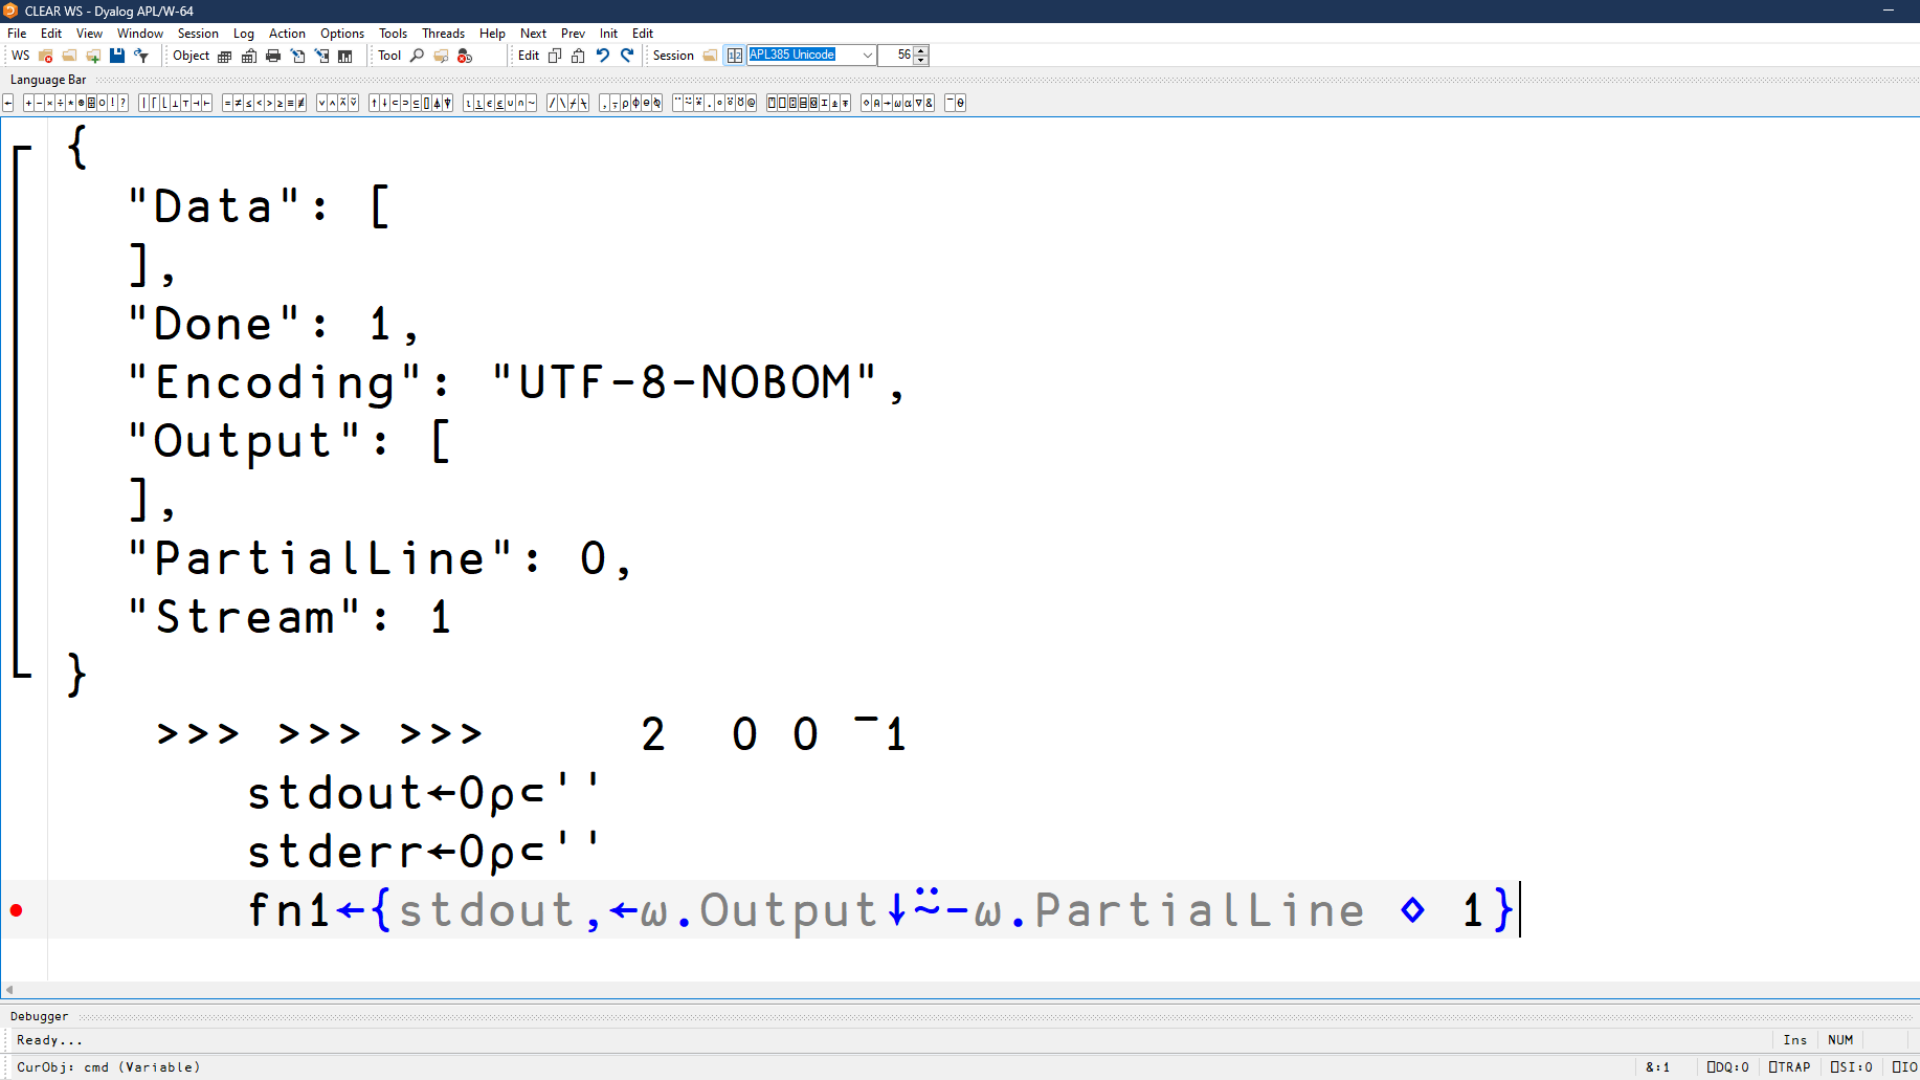 CLEAR WS - Dyalog APL/W-64
File Edit View Window Session Log Action Options Tools Threads Help Next Prev Init Edit
WS Object Tool Edit Session APL385 Unicode 56
Language Bar
{
"Data": [
],
"Done": 1,
"Encoding": "UTF-8-NOBOM",
"Output": [
],
"PartialLine": 0,
"Stream": 1
}
>>> >>> >>> 2 0 0 ¯1
stdout←0⍴⊂''
stderr←0⍴⊂''
fn1←{stdout,←⍵.Output↓⍨-⍵.PartialLine ⋄ 1}
Debugger
Ready...
Ins NUM
CurObj: cmd (Variable)
&:1 ⎕DQ:0 ⎕TRAP ⎕SI:0 ⎕IO